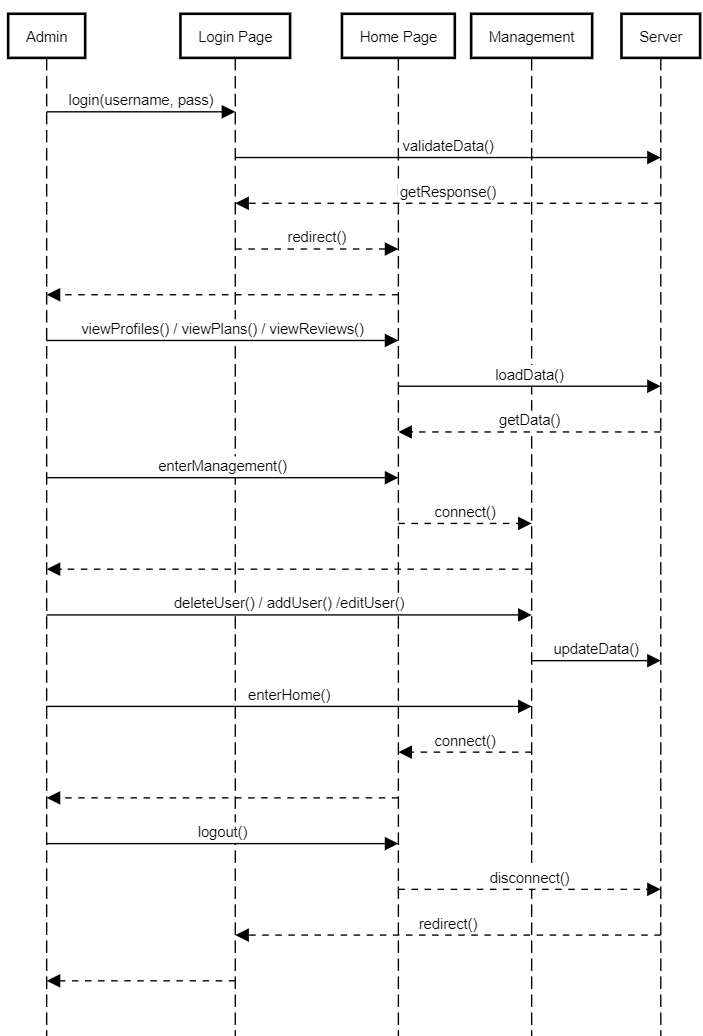 Admin
Login Page
Home Page
Management
Server
login(username, pass)
validateData()
getResponse()
redirect()
viewProfiles() / viewPlans() / viewReviews()
loadData()
getData()
enterManagement()
connect()
deleteUser() / addUser() /editUser()
updateData()
enterHome()
connect()
logout()
disconnect()
redirect()